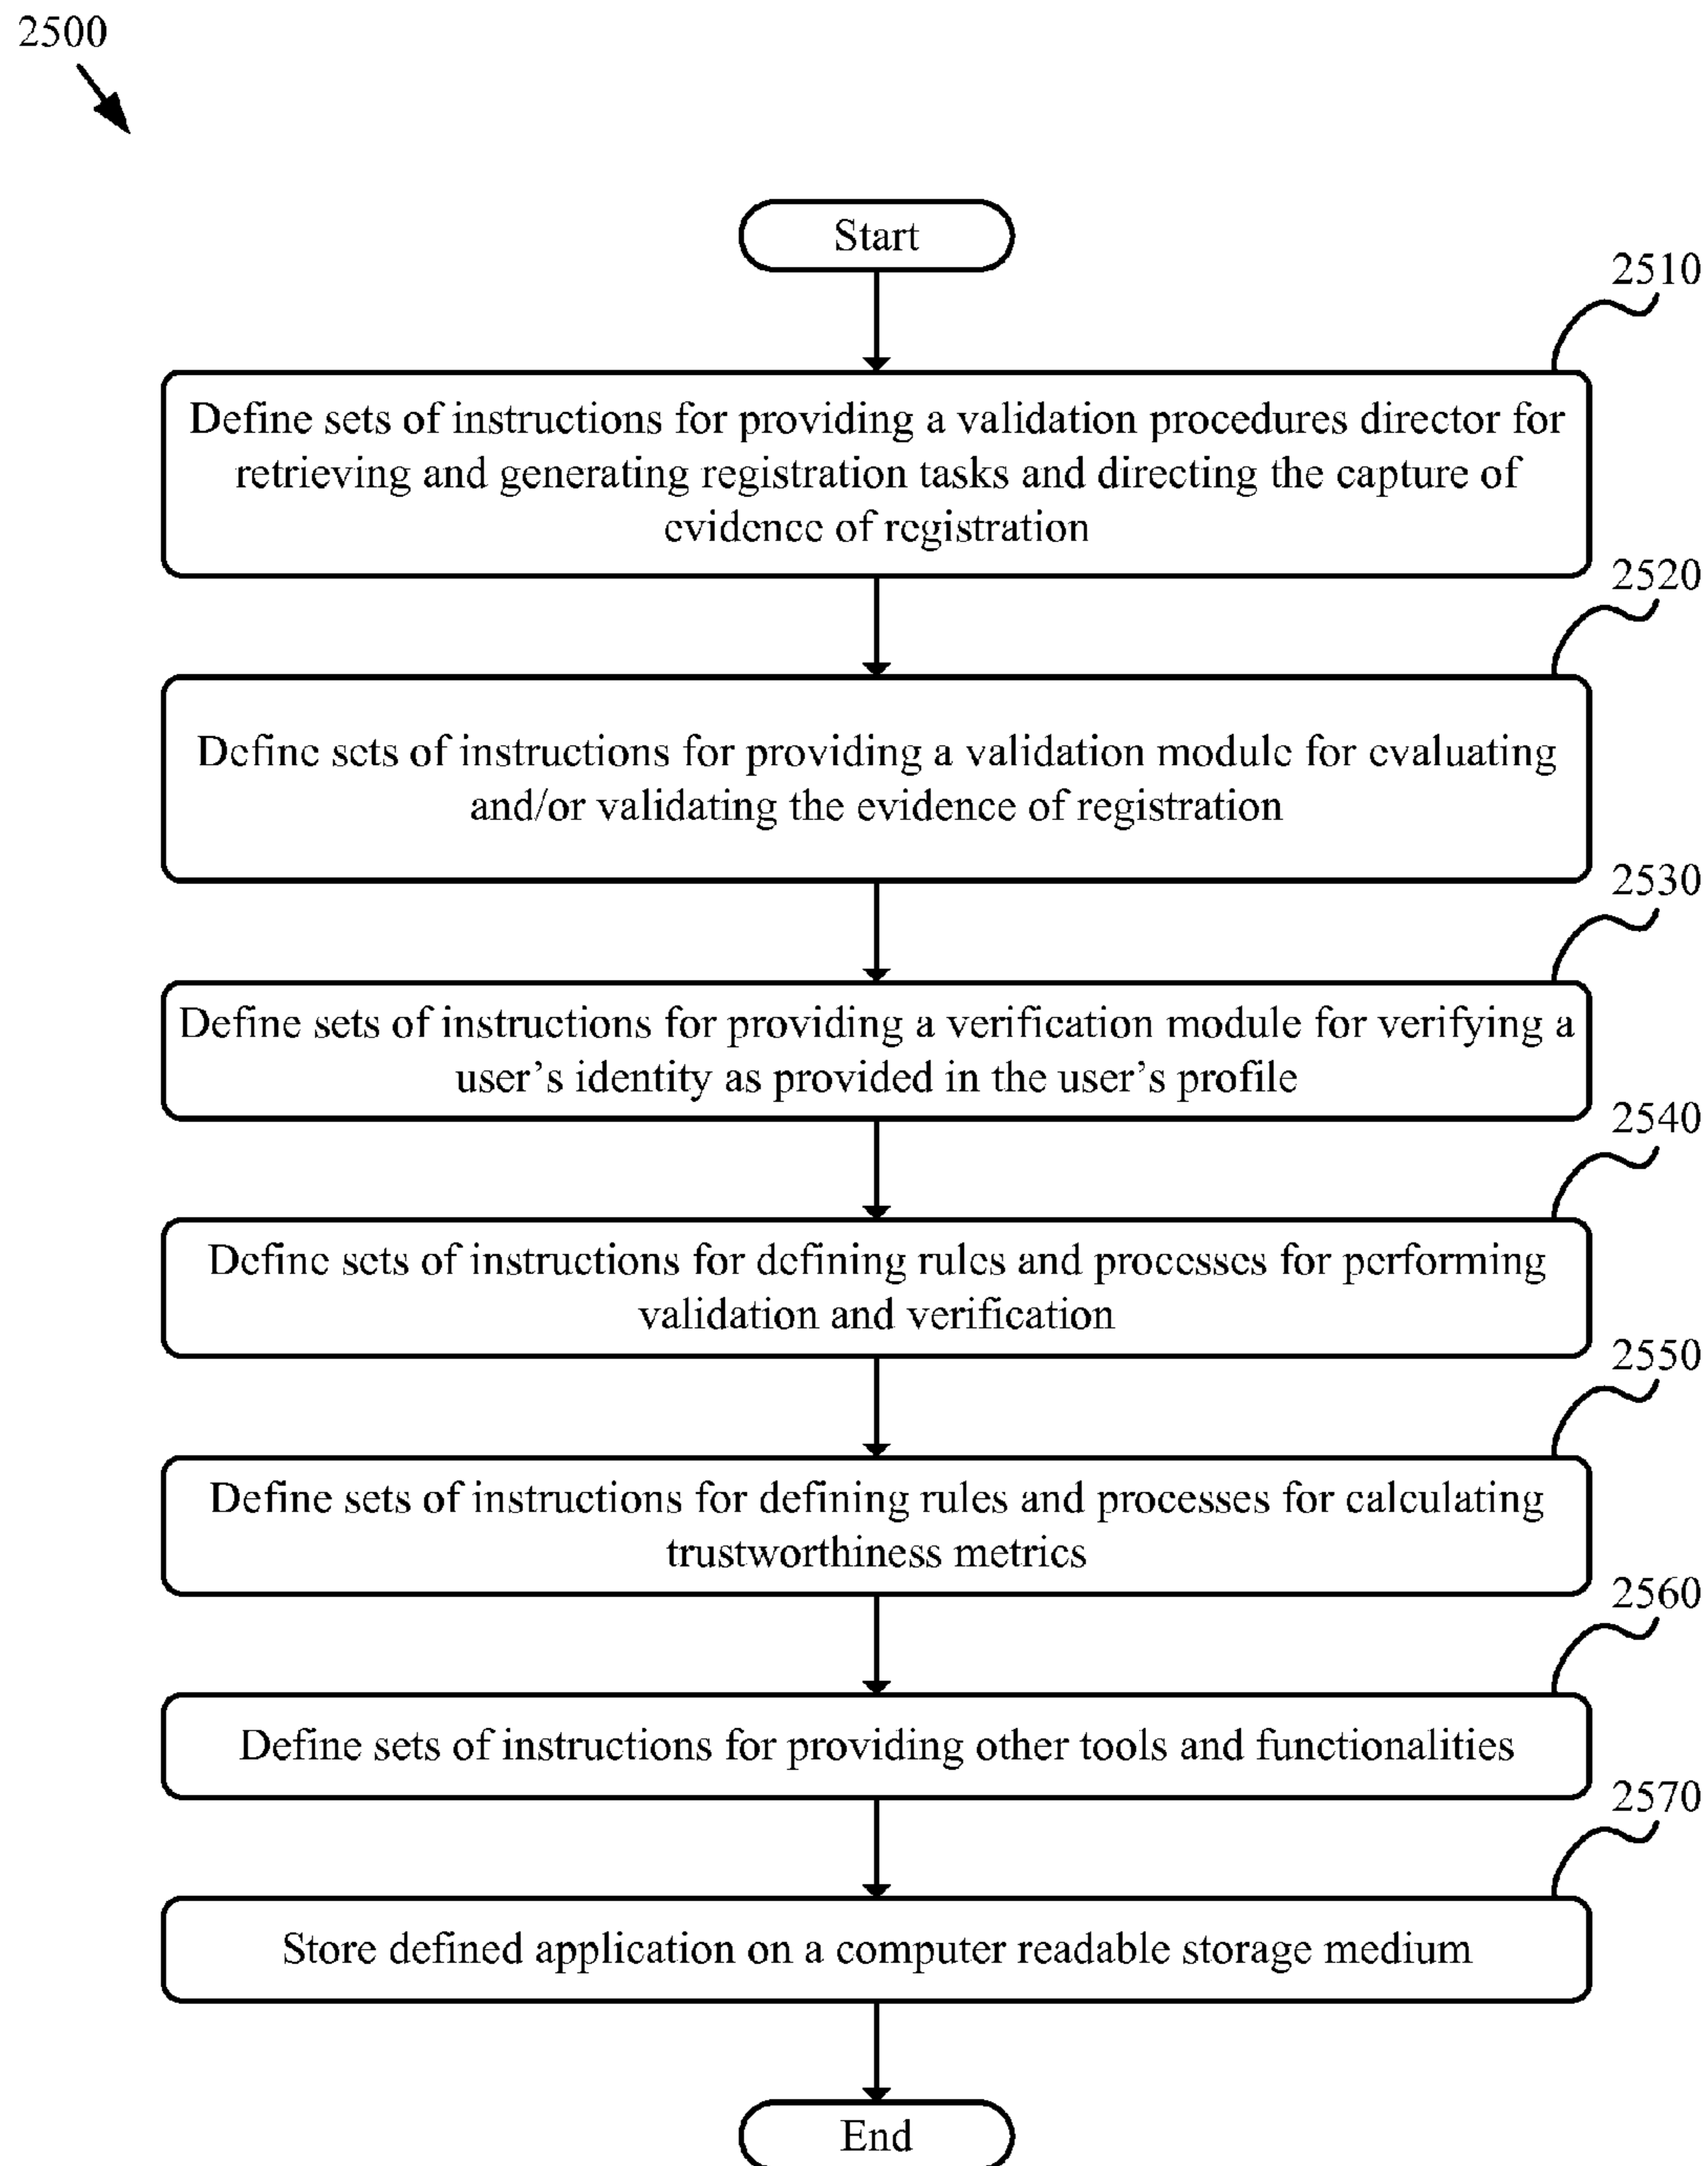 2500
Start
2510
Define sets of instructions for providing a validation procedures director for
retrieving and generating registration tasks and directing the capture of
evidence of registration
2520
Define sets of instructions for providing a validation module for evaluating
and/or validating the evidence of registration
2530
Define sets of instructions for providing a verification module for verifying a
user's identity as provided in the user's profile
2540
Define sets of instructions for defining rules and processes for performing
validation and verification
2550
Define sets of instructions for defining rules and processes for calculating
trustworthiness metrics
2560
Define sets of instructions for providing other tools and functionalities
2570
Store defined application on a computer readable storage medium
End